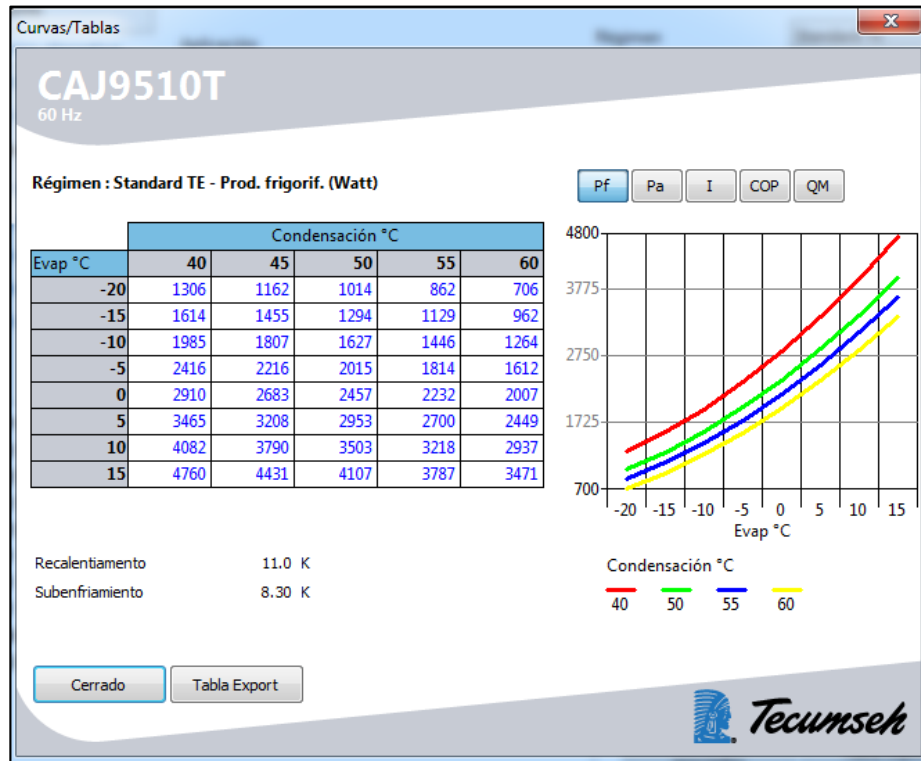 Curvas/Tablas
CAJ9510T
60 Hz
Régimen : Standard TE - Prod. frigorif. (Watt)
Pf Pa I COP QM
Condensación °C
Evap °C 40 45 50 55 60
-20 1306 1162 1014 862 706
-15 1614 1455 1294 1129 962
-10 1985 1807 1627 1446 1264
-5 2416 2216 2015 1814 1612
0 2910 2683 2457 2232 2007
5 3465 3208 2953 2700 2449
10 4082 3790 3503 3218 2937
15 4760 4431 4107 3787 3471
4800
3775
2750
1725
700
-20 -15 -10 -5 0 5 10 15
Evap °C
Recalentiamento 11.0 K
Subenfriamiento 8.30 K
Condensación °C
40 50 55 60
Cerrado Tabla Export
Tecumseh